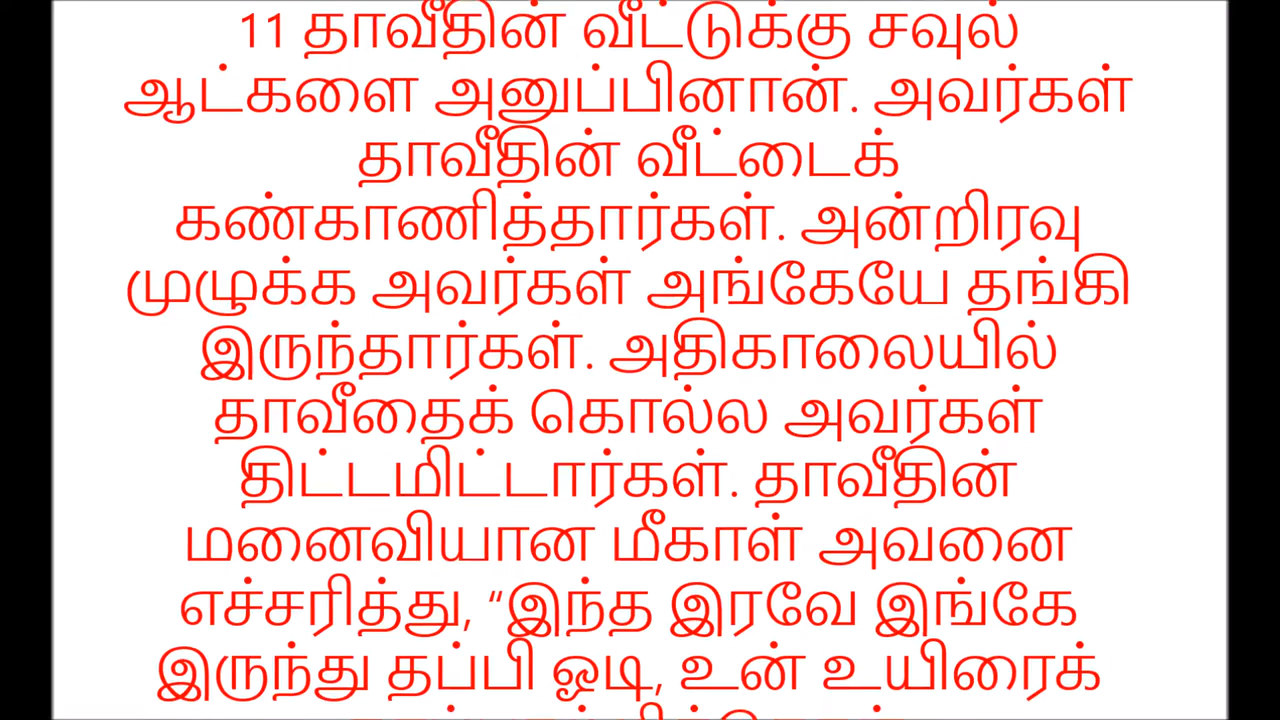 11 தாவீதின் வீட்டுக்கு சவுல்
ஆட்களை அனுப்பினான். அவர்கள்
தாவீதின் வீட்டைக்
கண்காணித்தார்கள். அன்றிரவு
முழுக்க அவர்கள் அங்கேயே தங்கி
இருந்தார்கள். அதிகாலையில்
தாவீதைக் கொல்ல அவர்கள்
திட்டமிட்டார்கள். தாவீதின்
மனைவியான மீகாள் அவனை
எச்சரித்து, “இந்த இரவே இங்கே
இருந்து தப்பி ஓடி, உன் உயிரைக்